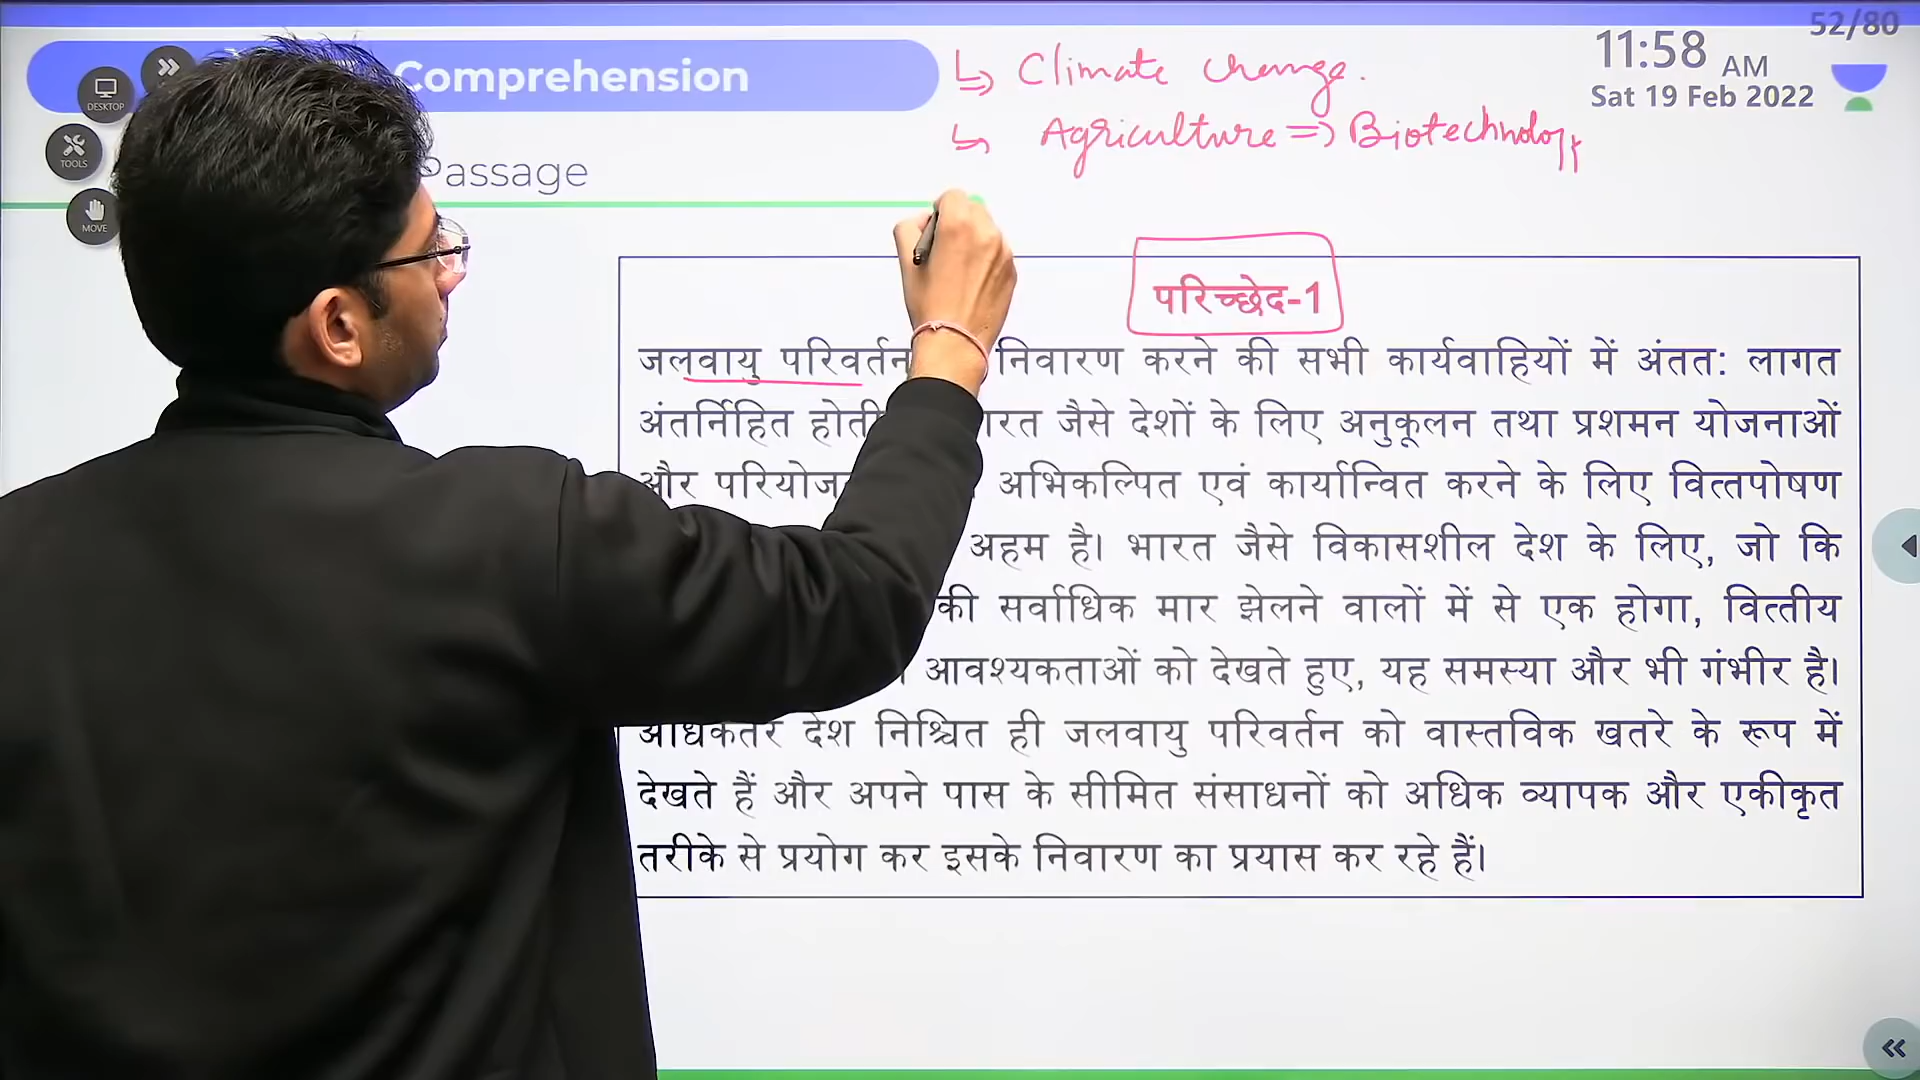 52/80
11:58 AM
Sat 19 Feb 2022
Comprehension
Climate change.
Agriculture => Biotechnology
DESKTOP
TOOLS
MOVE
Passage
परिच्छेद-1
जलवायु परिवर्तन निवारण करने की सभी कार्यवाहियों में अंतत: लागत
अंतर्निहित जैसे देशों के लिए अनुकूलन तथा प्रशमन योजनाओं
और अभिकल्पित एवं कार्यान्वित करने के लिए वित्तपोषण
अहम है। भारत जैसे विकासशील देश के लिए, जो कि
की सर्वाधिक मार झेलने वालों में से एक होगा, वित्तीय
आवश्यकताओं को देखते हुए, यह समस्या और भी गंभीर है।
अधिकतर देश निश्चित ही जलवायु परिवर्तन को वास्तविक खतरे के रूप में
देखते हैं और अपने पास के सीमित संसाधनों को अधिक व्यापक और एकीकृत
तरीके से प्रयोग कर इसके निवारण का प्रयास कर रहे हैं।